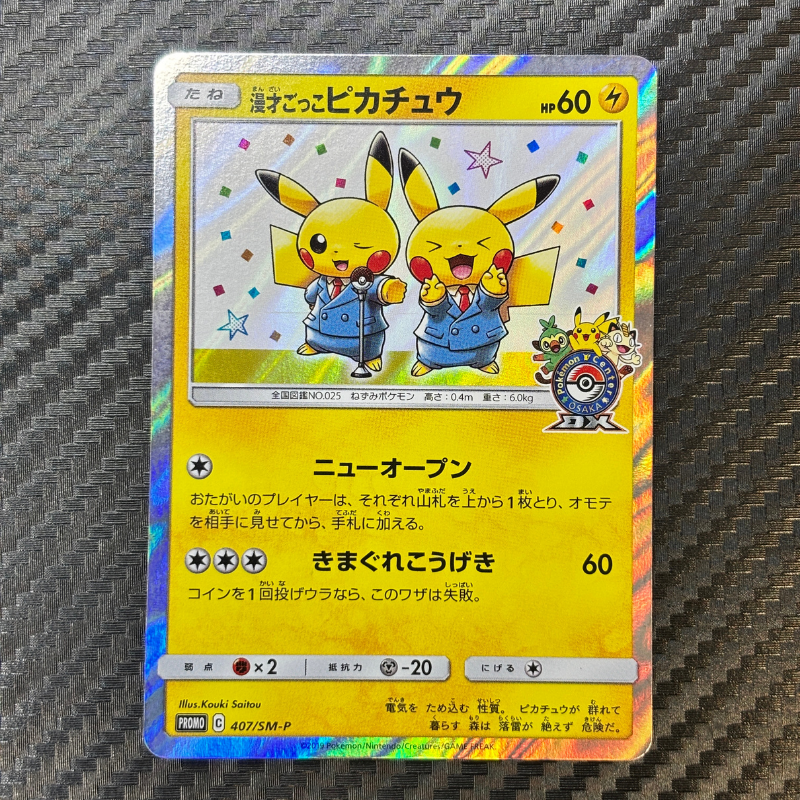 たね 漫才ごっこピカチュウ HP60
全国図鑑NO.025 ねずみポケモン 高さ:0.4m 重さ:6.0kg
Pokémon Center
OSAKA
DX
ニューオープン
おたがいのプレイヤーは、それぞれ山札を上から1枚とり、オモテ
を相手に見せてから、手札に加える。
きまぐれこうげき 60
コインを1回投げウラなら、このワザは失敗。
弱点 ×2 抵抗力 -20 にげる
Illus.Kouki Saitou
電気を ため込む 性質。 ピカチュウが 群れて
暮らす 森は 落雷が 絶えず 危険だ。
PROMO C 407/SM-P
©2019 Pokémon/Nintendo/Creatures/GAME FREAK.